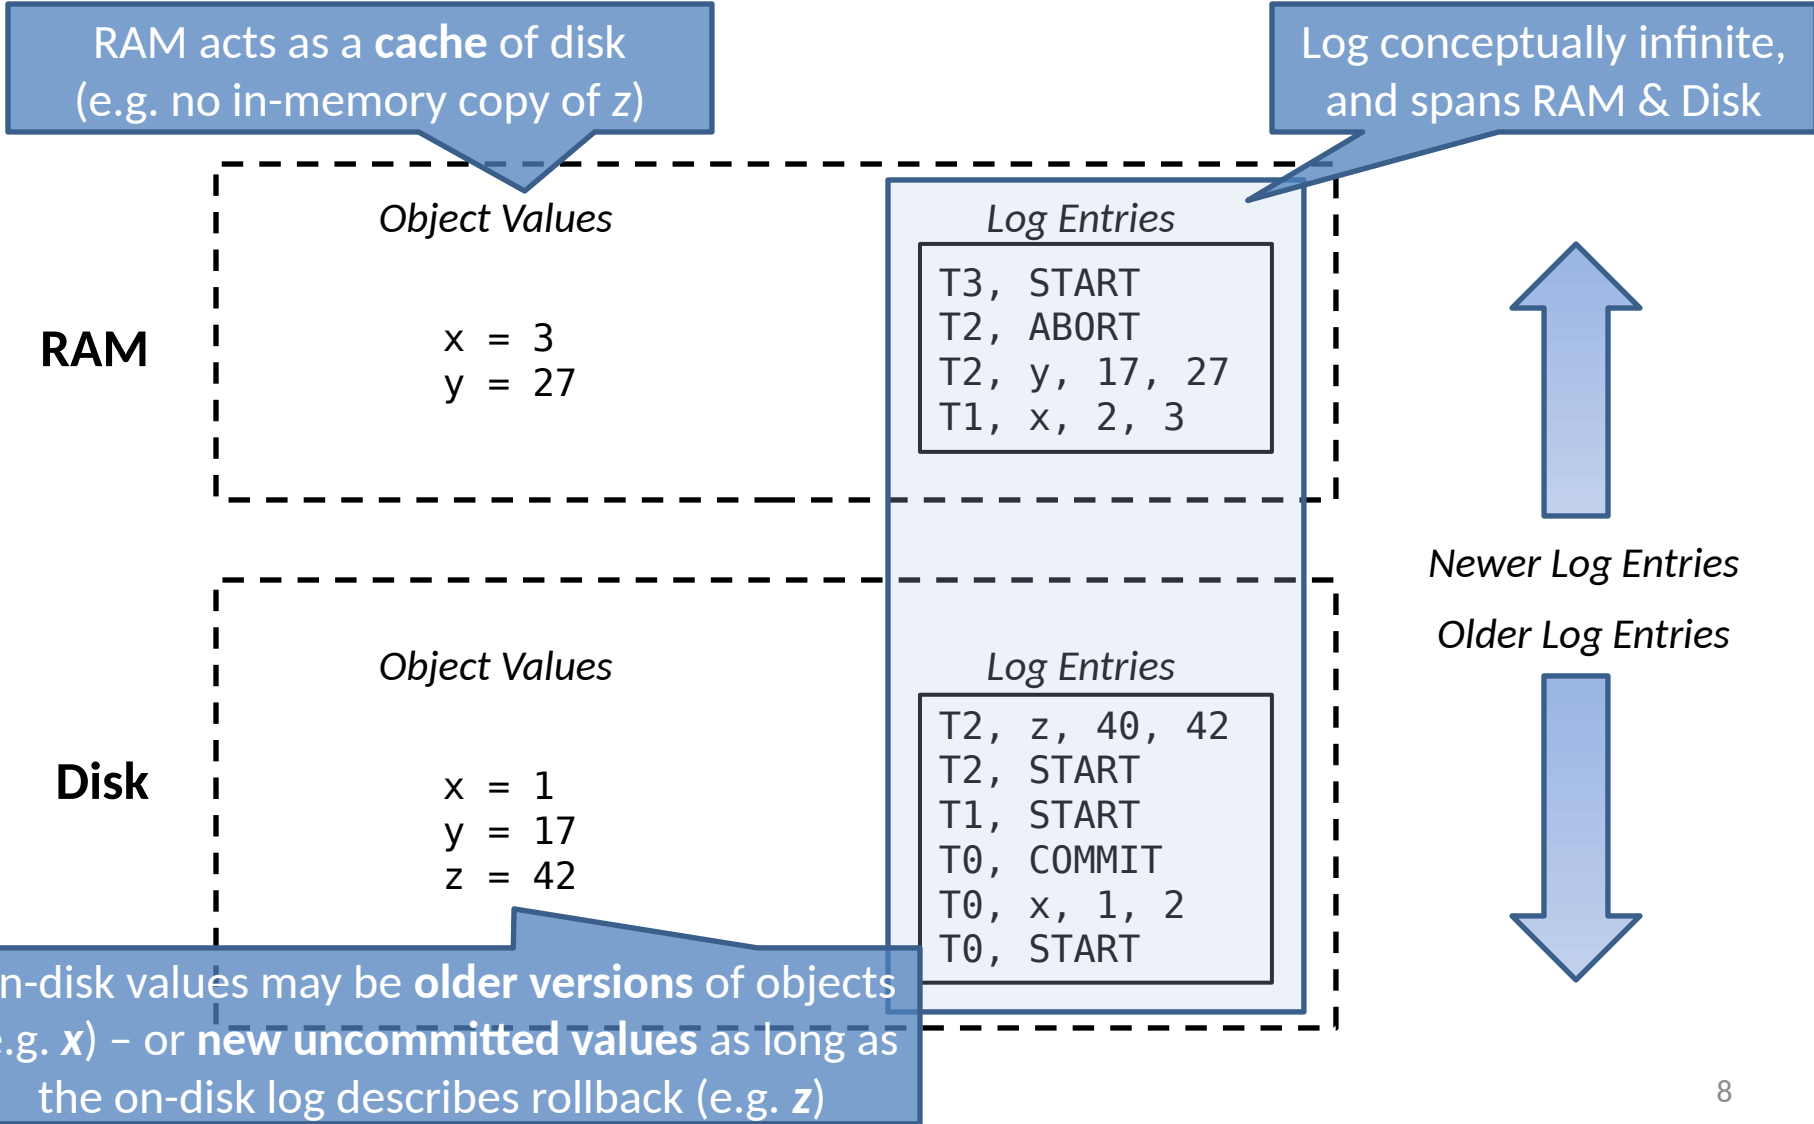 RAM acts as a cache of disk
(e.g. no in-memory copy of z)
Log conceptually infinite,
and spans RAM & Disk
RAM
Object Values
x = 3
y = 27
Log Entries
T3, START
T2, ABORT
T2, y, 17, 27
T1, x, 2, 3
Newer Log Entries
Older Log Entries
Disk
Object Values
x = 1
y = 17
z = 42
Log Entries
T2, z, 40, 42
T2, START
T1, START
T0, COMMIT
T0, x, 1, 2
T0, START
n-disk values may be older versions of objects
.g. x) – or new uncommitted values as long as
the on-disk log describes rollback (e.g. z)
8